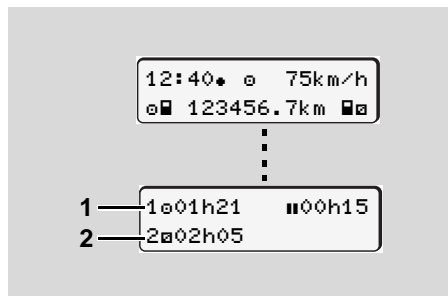 12:40● ⊙ 75km/h
⊙▮ 123456.7km ▮⧄
1 1⊙01h21 ▮▮00h15
2 2⧄02h05